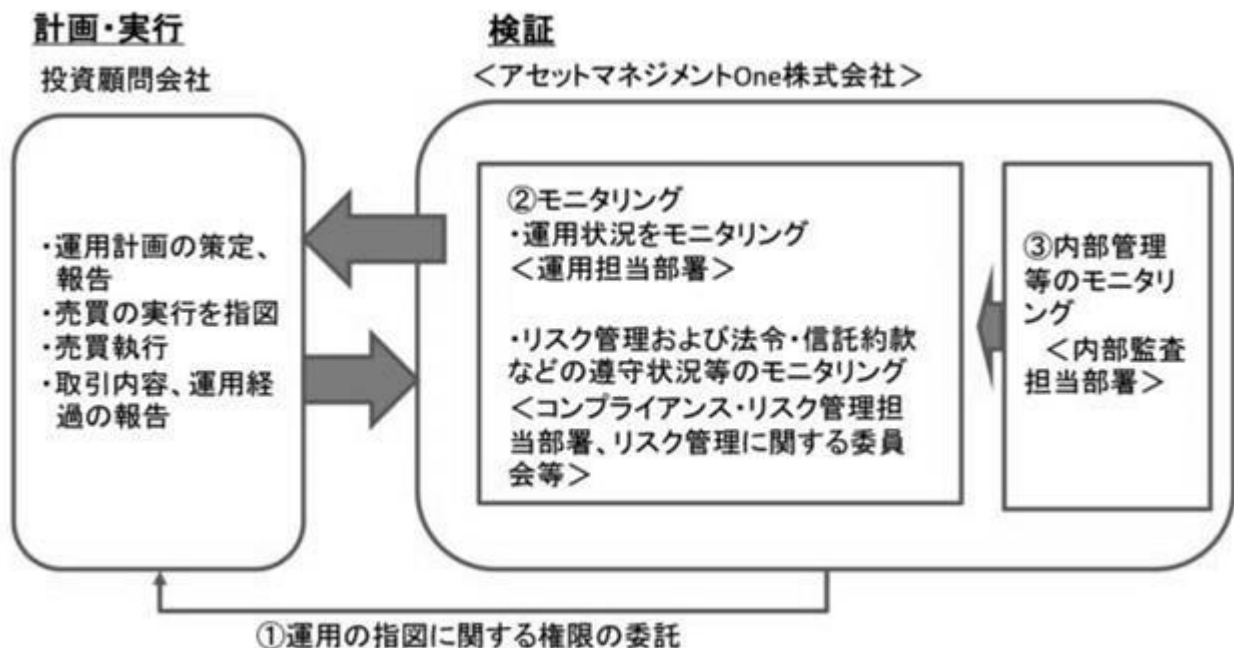 計画・実行
投資顧問会社
・運用計画の策定、
報告
・売買の実行を指図
・売買執行
・取引内容、運用経
過の報告
検証
＜アセットマネジメントOne株式会社＞
②モニタリング
・運用状況をモニタリング
＜運用担当部署＞
・リスク管理および法令・信託約款
などの遵守状況等のモニタリング
＜コンプライアンス・リスク管理担
当部署、リスク管理に関する委員
会等＞
③内部管理
等のモニタリ
ング
＜内部監査
担当部署＞
①運用の指図に関する権限の委託